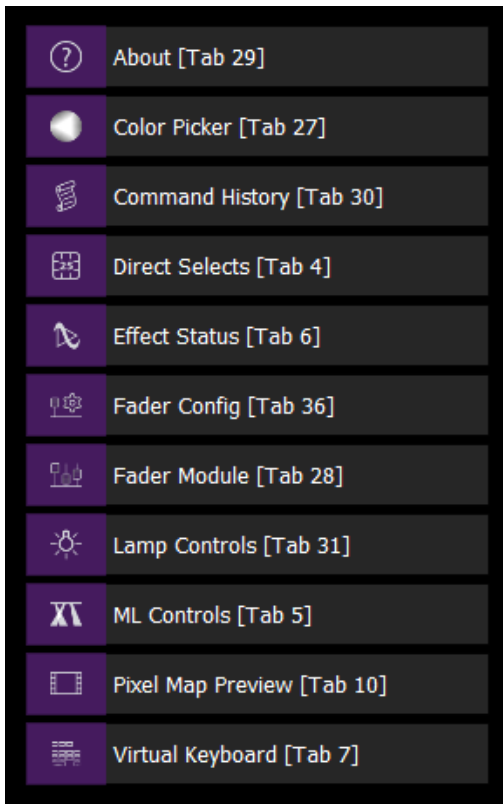 About [Tab 29]
Color Picker [Tab 27]
Command History [Tab 30]
25
Direct Selects [Tab 4]
Effect Status [Tab 6]
Fader Config [Tab 36]
Fader Module [Tab 28]
Lamp Controls [Tab 31]
ML Controls [Tab 5]
Pixel Map Preview [Tab 10]
Virtual Keyboard [Tab 7]